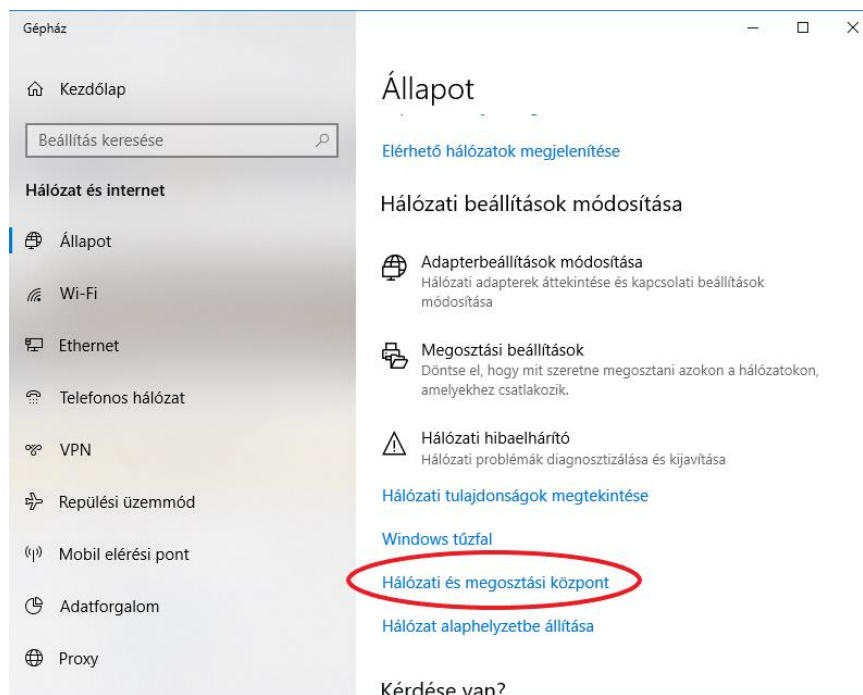 Gépház
Kezdőlap
Beállítás keresése
Hálózat és internet
Állapot
Wi-Fi
Ethernet
Telefonos hálózat
VPN
Repülési üzemmód
Mobil elérési pont
Adatforgalom
Proxy
Állapot
Elérhető hálózatok megjelenítése
Hálózati beállítások módosítása
Adapterbeállítások módosítása
Hálózati adapterek áttekintése és kapcsolati beállítások
módosítása
Megosztási beállítások
Döntse el, hogy mit szeretne megosztani azokon a hálózatokon,
amelyekhez csatlakozik.
Hálózati hibaelhárító
Hálózati problémák diagnosztizálása és kijavítása
Hálózati tulajdonságok megtekintése
Windows tűzfal
Hálózati és megosztási központ
Hálózat alaphelyzetbe állítása
Kérdése van?